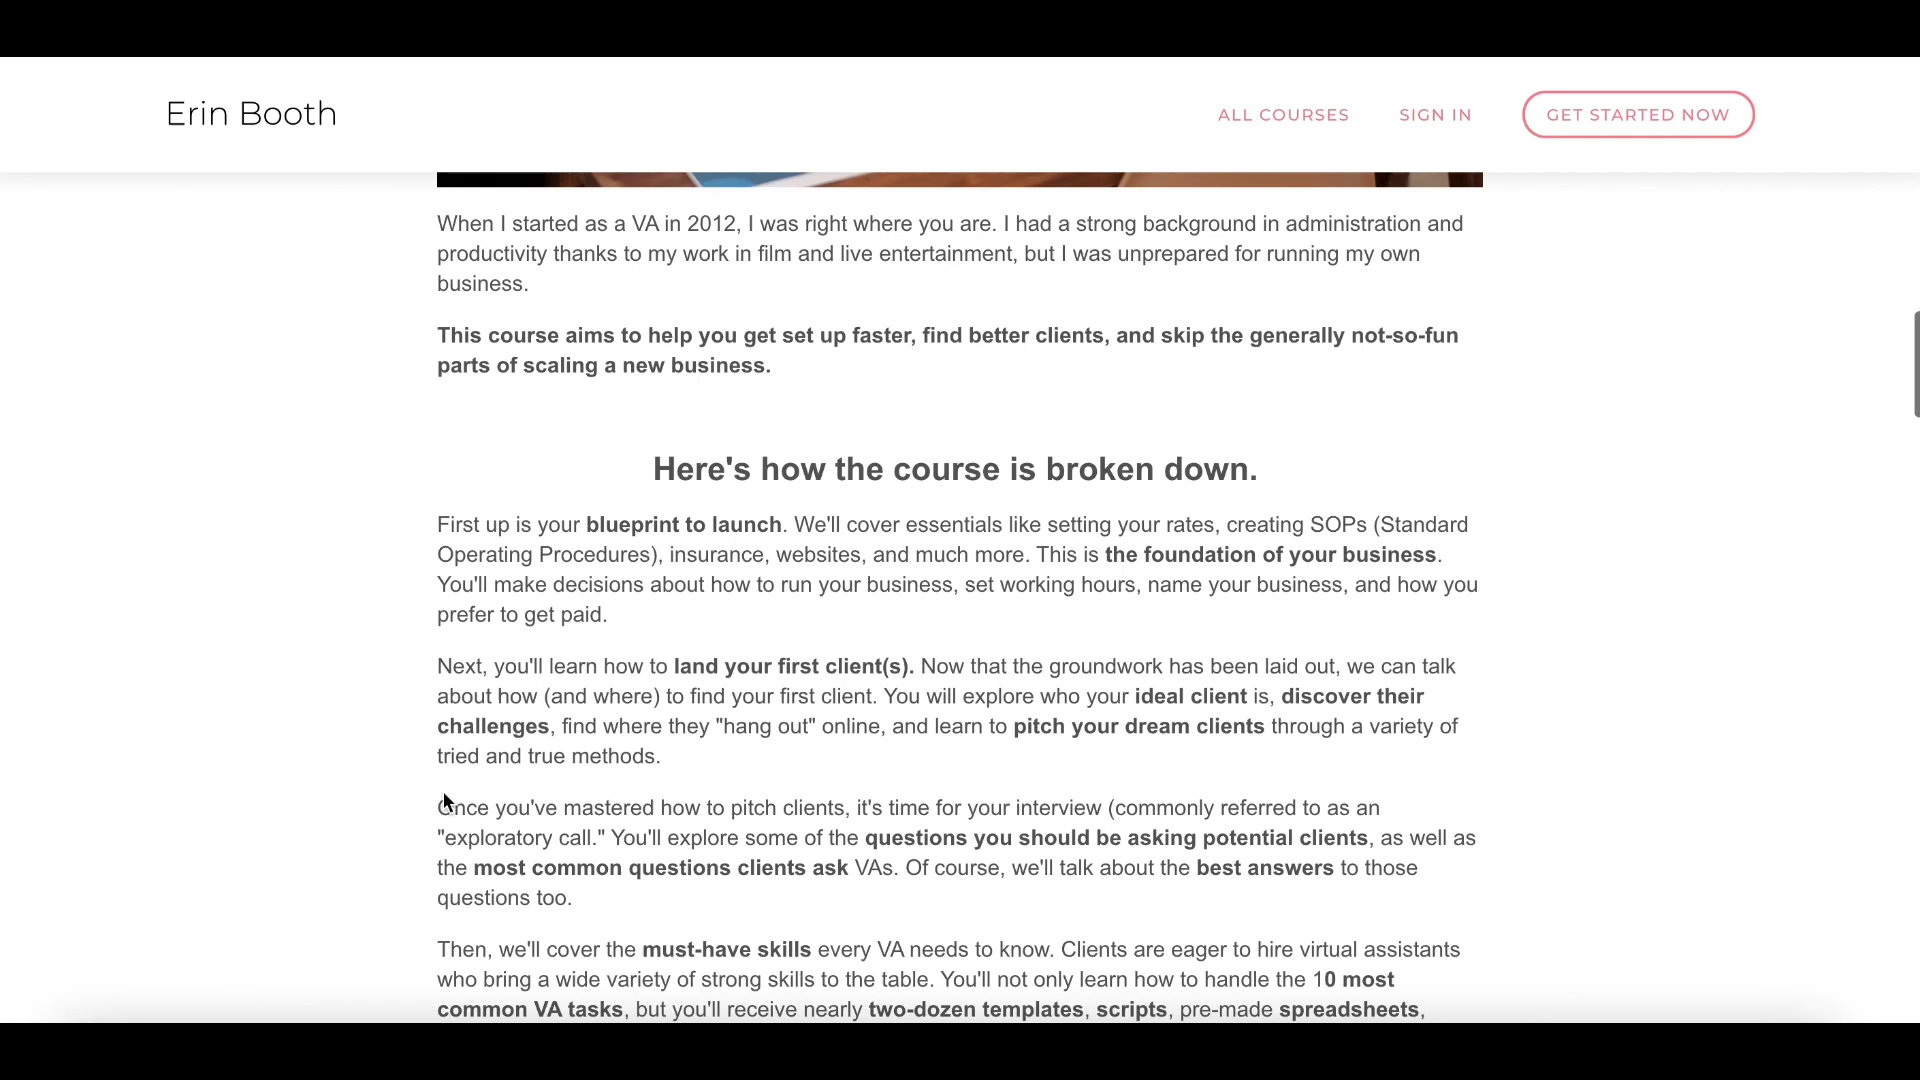 Erin Booth
ALL COURSES
SIGN IN
GET STARTED NOW
When I started as a VA in 2012, I was right where you are. I had a strong background in administration and
productivity thanks to my work in film and live entertainment, but I was unprepared for running my own
business.
This course aims to help you get set up faster, find better clients, and skip the generally not-so-fun
parts of scaling a new business.
Here's how the course is broken down.
First up is your blueprint to launch. We'll cover essentials like setting your rates, creating SOPs (Standard
Operating Procedures), insurance, websites, and much more. This is the foundation of your business.
You'll make decisions about how to run your business, set working hours, name your business, and how you
prefer to get paid.
Next, you'll learn how to land your first client(s). Now that the groundwork has been laid out, we can talk
about how (and where) to find your first client. You will explore who your ideal client is, discover their
challenges, find where they "hang out" online, and learn to pitch your dream clients through a variety of
tried and true methods.
Once you've mastered how to pitch clients, it's time for your interview (commonly referred to as an
"exploratory call." You'll explore some of the questions you should be asking potential clients, as well as
the most common questions clients ask VAs. Of course, we'll talk about the best answers to those
questions too.
Then, we'll cover the must-have skills every VA needs to know. Clients are eager to hire virtual assistants
who bring a wide variety of strong skills to the table. You'll not only learn how to handle the 10 most
common VA tasks, but you'll receive nearly two-dozen templates, scripts, pre-made spreadsheets,